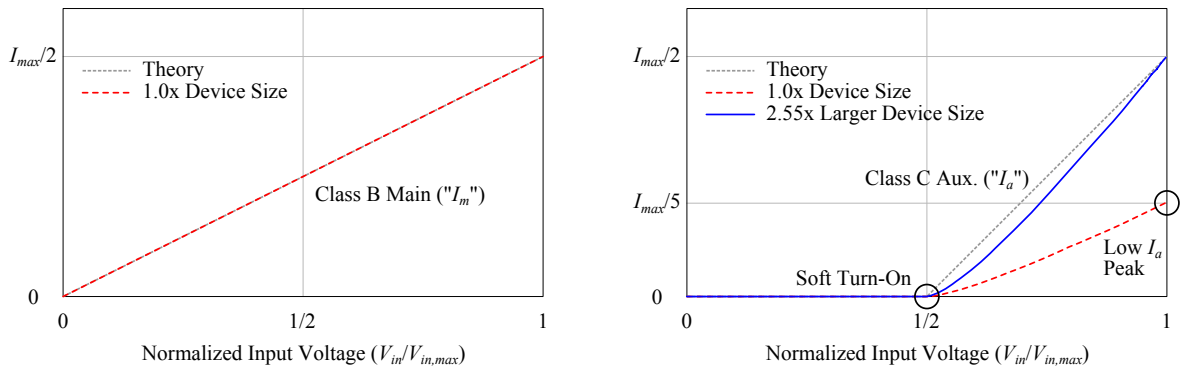 I_max/2
Theory
1.0x Device Size
Class B Main ("I_m")
0
0
1/2
1
Normalized Input Voltage (V_in/V_in,max)
I_max/2
Theory
1.0x Device Size
2.55x Larger Device Size
Class C Aux. ("I_a")
I_max/5
Low I_a
Peak
Soft Turn-On
0
0
1/2
1
Normalized Input Voltage (V_in/V_in,max)